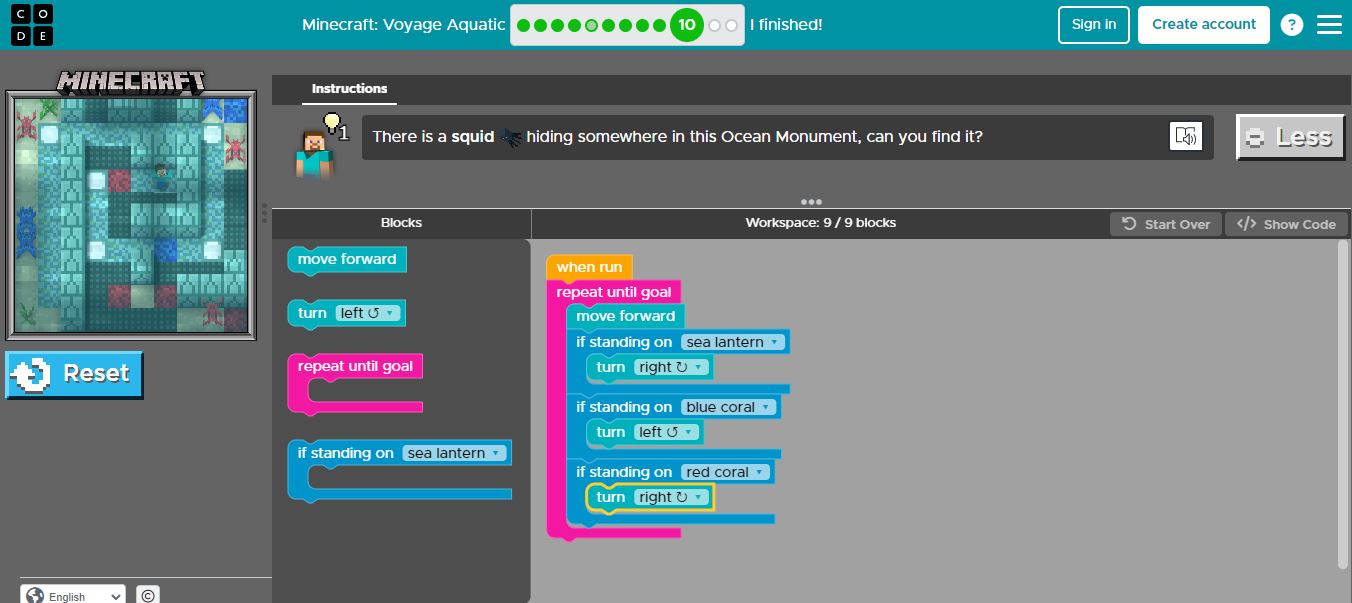 C O
D E
Minecraft: Voyage Aquatic
10
I finished!
Sign in
Create account
?
MINECRAFT
Instructions
1
There is a squid hiding somewhere in this Ocean Monument, can you find it?
Less
Blocks
Workspace: 9 / 9 blocks
Start Over
</> Show Code
move forward
turn left ↺
repeat until goal
if standing on sea lantern
when run
repeat until goal
move forward
if standing on sea lantern
turn right ↻
if standing on blue coral
turn left ↺
if standing on red coral
turn right ↻
Reset
English
©